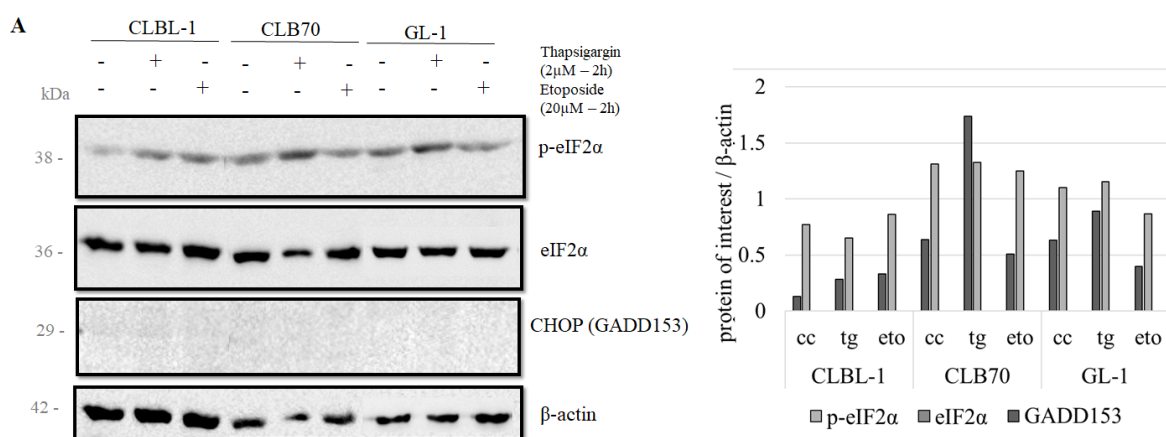 A
CLBL-1 CLB70 GL-1
- + - - + - - + - Thapsigargin
(2µM – 2h)
- - + - - + - - + Etoposide
(20µM – 2h)
kDa
38 - p-eIF2α
36 - eIF2α
29 - CHOP (GADD153)
42 - β-actin
protein of interest / β-actin
2
1.5
1
0.5
0
cc tg eto cc tg eto cc tg eto
CLBL-1 CLB70 GL-1
p-eIF2α eIF2α GADD153